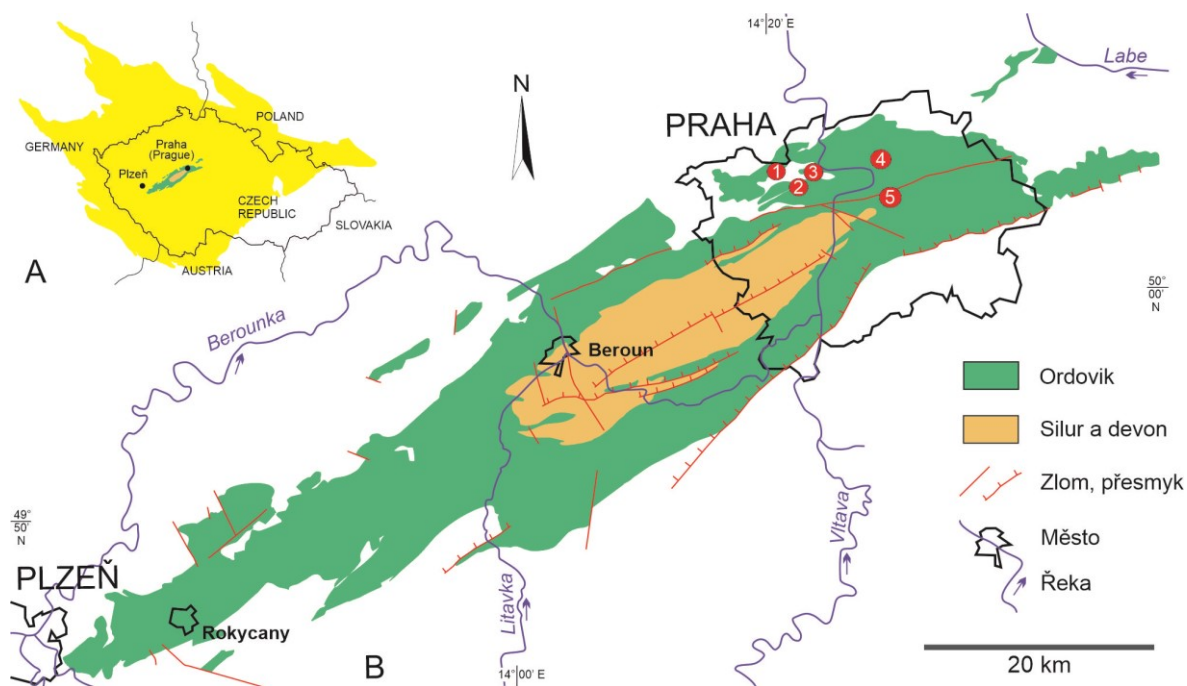 GERMANY
POLAND
Praha
(Prague)
Plzeň
CZECH
REPUBLIC
SLOVAKIA
AUSTRIA
A
N
14° 20' E
Labe
PRAHA
1
2
3
4
5
50°
00'
N
Berounka
Beroun
Ordovik
Silur a devon
Zlom, přesmyk
Město
Řeka
20 km
49°
50'
N
PLZEŇ
Rokycany
Litavka
Vltava
B
14° 00' E